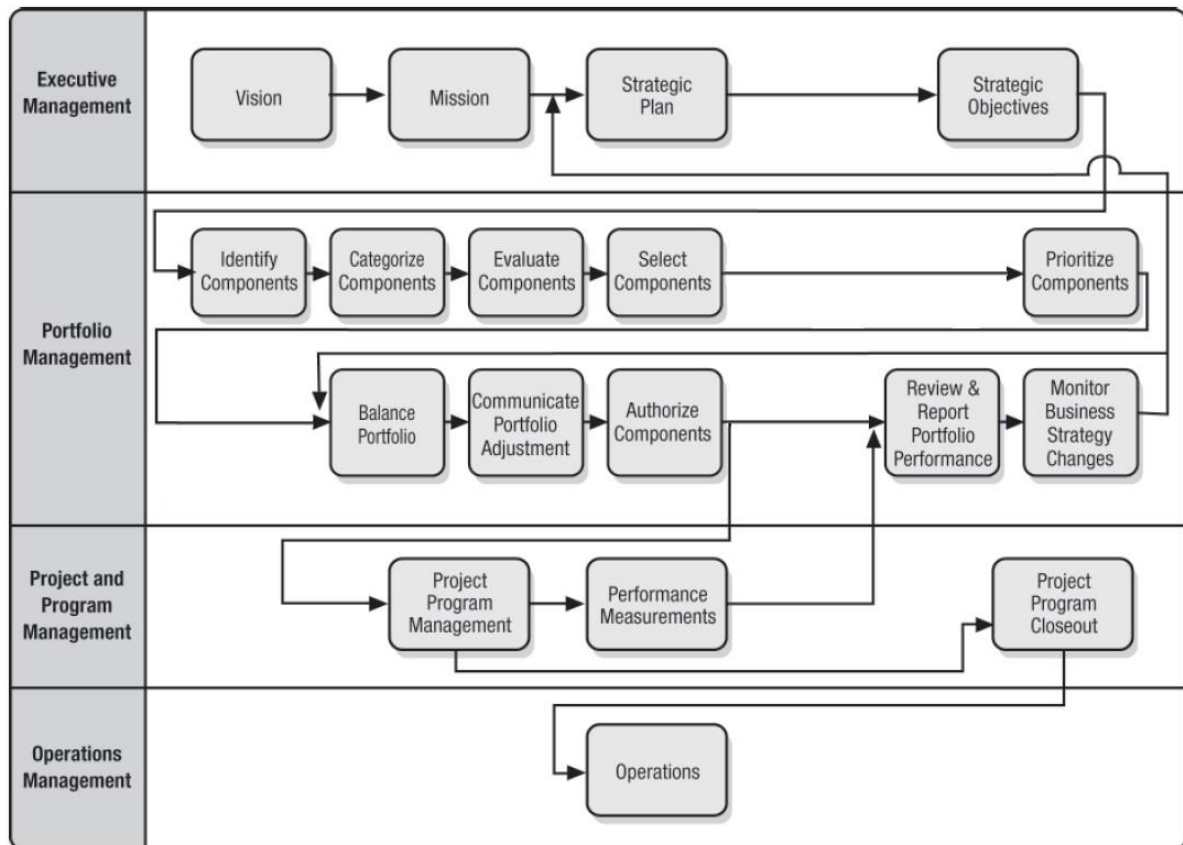 Executive
Management
Vision
Mission
Strategic
Plan
Strategic
Objectives
Portfolio
Management
Identify
Components
Categorize
Components
Evaluate
Components
Select
Components
Prioritize
Components
Balance
Portfolio
Communicate
Portfolio
Adjustment
Authorize
Components
Review &
Report
Portfolio
Performance
Monitor
Business
Strategy
Changes
Project and
Program
Management
Project
Program
Management
Performance
Measurements
Project
Program
Closeout
Operations
Management
Operations